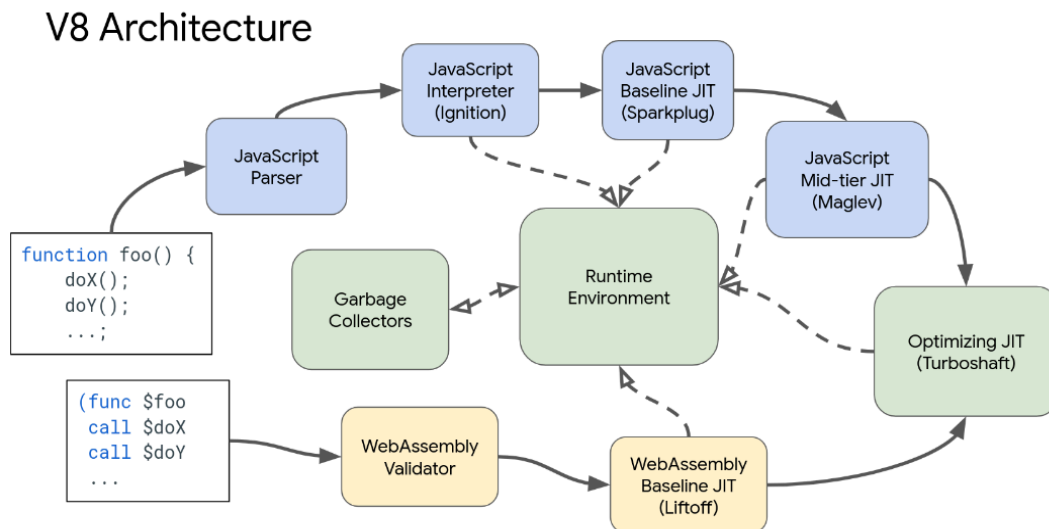 V8 Architecture
JavaScript
Interpreter
(Ignition)
JavaScript
Baseline JIT
(Sparkplug)
JavaScript
Parser
JavaScript
Mid-tier JIT
(Maglev)
function foo() {
    doX();
    doY();
    ...;
Garbage
Collectors
Runtime
Environment
Optimizing JIT
(Turboshaft)
(func $foo
 call $doX
 call $doY
 ...
WebAssembly
Validator
WebAssembly
Baseline JIT
(Liftoff)